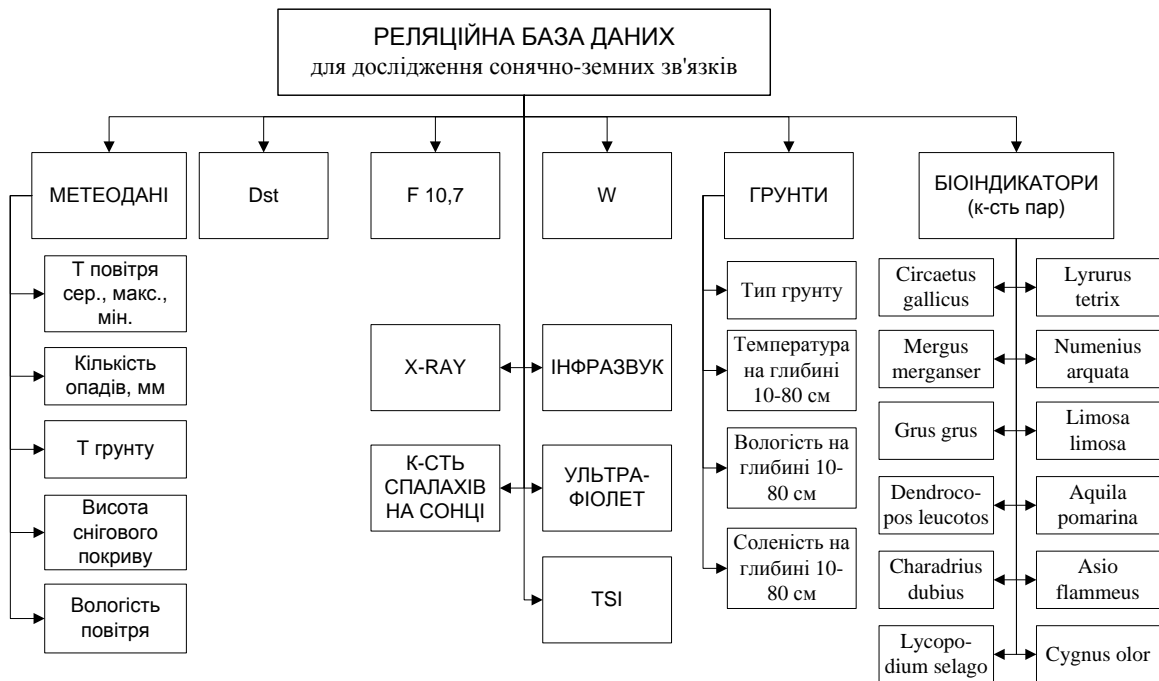 РЕЛЯЦІЙНА БАЗА ДАНИХ
для дослідження сонячно-земних зв'язків
МЕТЕОДАНІ
Dst
F 10,7
W
ГРУНТИ
БІОІНДИКАТОРИ
(к-сть пар)
Т повітря
сер., макс.,
мін.
Кількість
опадів, мм
Т грунту
Висота
снігового
покриву
Вологість
повітря
X-RAY
ІНФРАЗВУК
К-СТЬ
СПАЛАХІВ
НА СОНЦІ
УЛЬТРА-
ФІОЛЕТ
TSI
Тип грунту
Температура
на глибині
10-80 см
Вологість на
глибині 10-
80 см
Соленість на
глибині 10-
80 см
Circaetus
gallicus
Lyrurus
tetrix
Mergus
merganser
Numenius
arquata
Grus grus
Limosa
limosa
Dendroco-
pos leucotos
Aquila
pomarina
Charadrius
dubius
Asio
flammeus
Lycopo-
dium selago
Cygnus olor